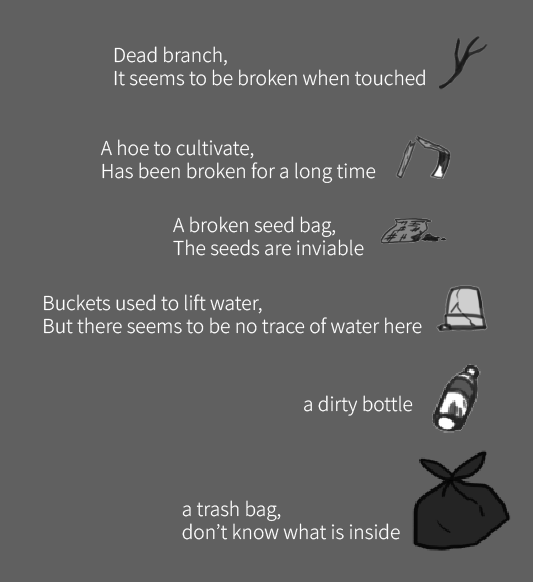 Dead branch,
It seems to be broken when touched
A hoe to cultivate,
Has been broken for a long time
A broken seed bag,
The seeds are inviable
Buckets used to lift water,
But there seems to be no trace of water here
a dirty bottle
a trash bag,
don't know what is inside